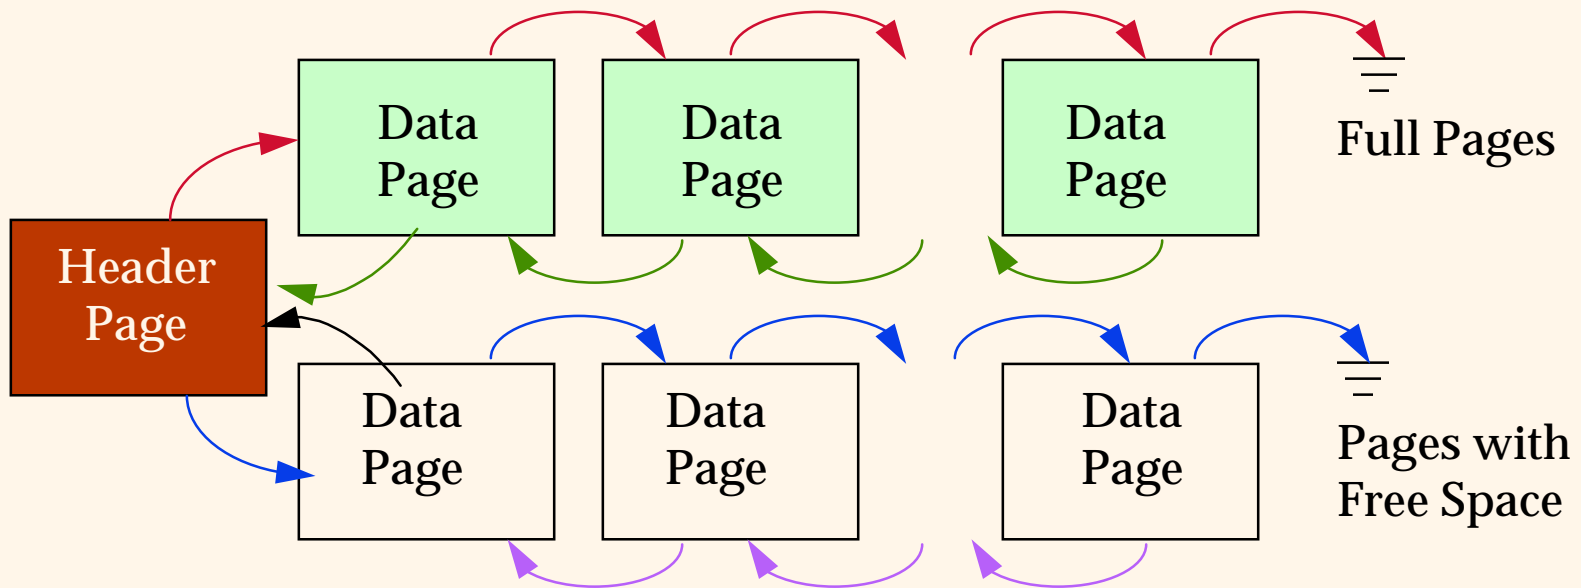 Data
Page
Data
Page
Data
Page
Full Pages
Header
Page
Data
Page
Data
Page
Data
Page
Pages with
Free Space